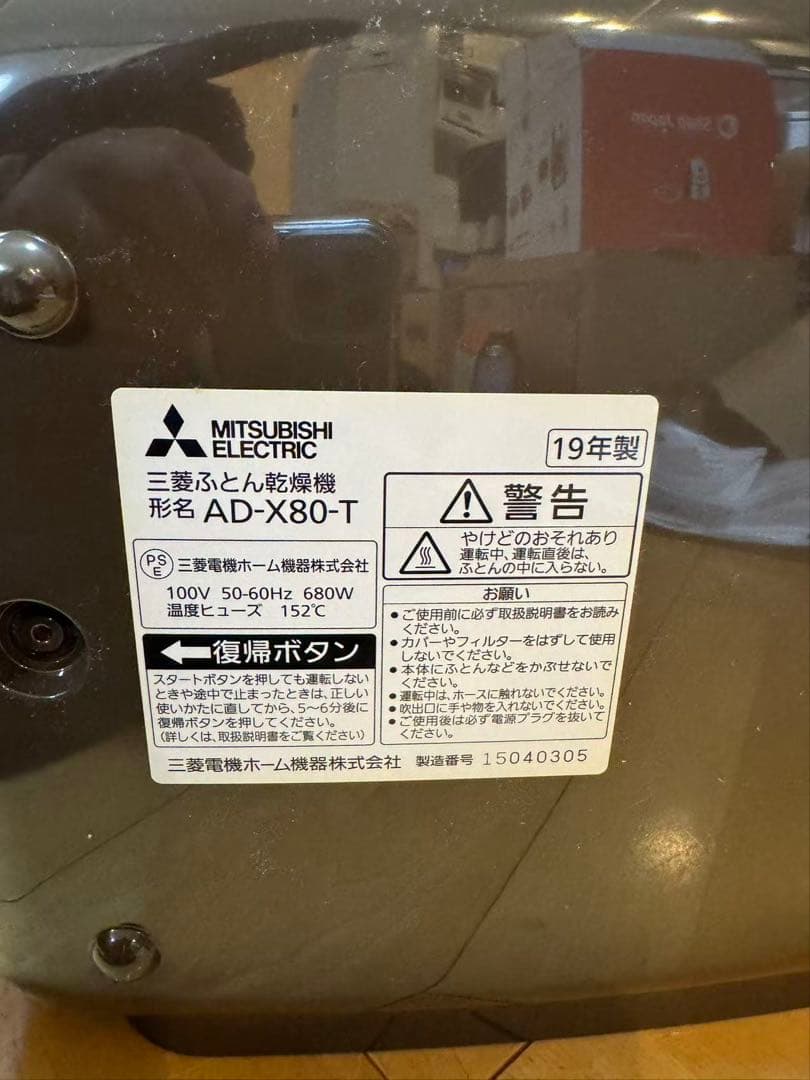 MITSUBISHI
ELECTRIC
19年製
三菱ふとん乾燥機
形名 AD-X80-T
PS
E
三菱電機ホーム機器株式会社
100V 50-60Hz 680W
温度ヒューズ 152℃
復帰ボタン
スタートボタンを押しても運転しない
ときや途中で止まったときは、正しい
使いかたに直してから、5～6分後に
復帰ボタンを押してください。
(詳しくは、取扱説明書をご覧ください)
警告
やけどのおそれあり
運転中、運転直後は、
ふとんの中に入らない。
お願い
●ご使用前に必ず取扱説明書をお読み
ください。
●カバーやフィルターをはずして使用
しないでください。
●本体にふとんなどをかぶせないで
ください。
●運転中は、ホースに触れないでください。
●吹出口に手や物を入れないでください。
●ご使用後は必ず電源プラグを抜いて
ください。
三菱電機ホーム機器株式会社 製造番号 15040305